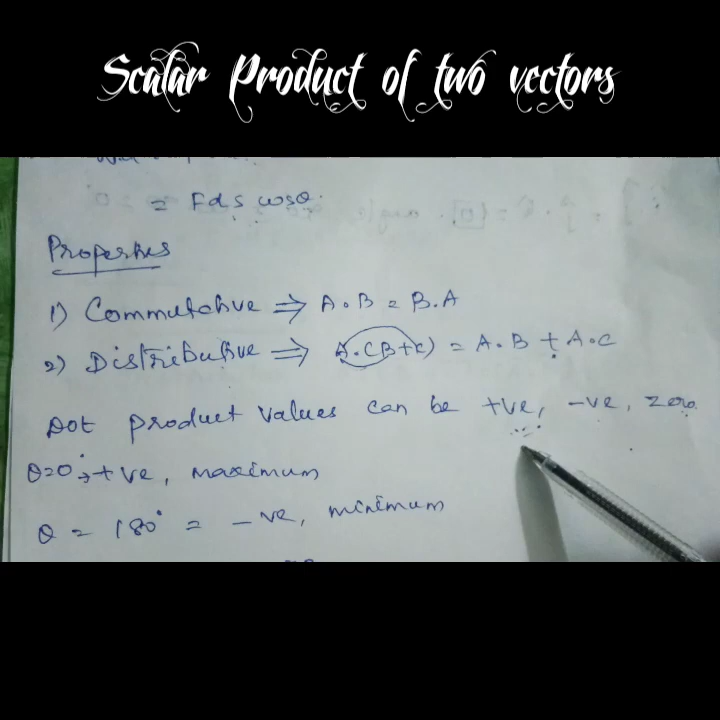 Scalar Product of two vectors
= Fds cosθ
Properties
1) Commutative ⇒ A.B = B.A
2) Distributive ⇒ A.(B+C) = A.B + A.C
Dot product values can be +ve, -ve, zero
θ=0°→ +ve, maximum
θ = 180° = -ve, minimum